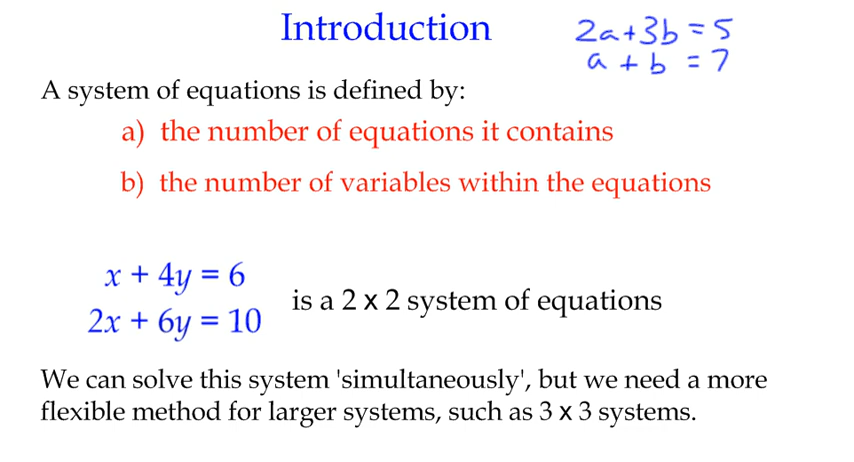 Introduction
2a+3b = 5
a + b = 7
A system of equations is defined by:
a) the number of equations it contains
b) the number of variables within the equations
x + 4y = 6
2x + 6y = 10
is a 2 x 2 system of equations
We can solve this system 'simultaneously', but we need a more
flexible method for larger systems, such as 3 x 3 systems.